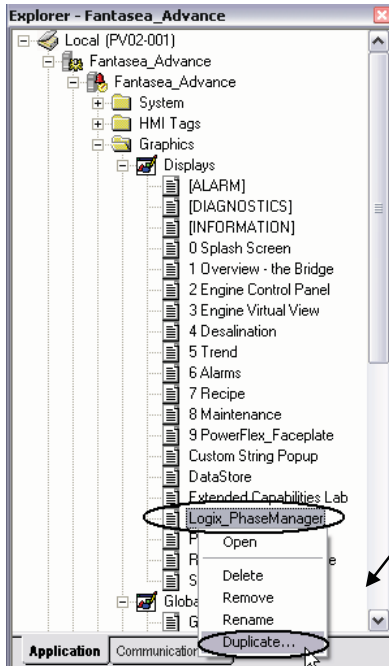 Explorer - Fantasea_Advance
Local (PV02-001)
Fantasea_Advance
Fantasea_Advance
System
HMI Tags
Graphics
Displays
[ALARM]
[DIAGNOSTICS]
[INFORMATION]
0 Splash Screen
1 Overview - the Bridge
2 Engine Control Panel
3 Engine Virtual View
4 Desalination
5 Trend
6 Alarms
7 Recipe
8 Maintenance
9 PowerFlex_Faceplate
Custom String Popup
DataStore
Extended Capabilities Lab
Logix_PhaseManager
Open
Delete
Remove
Rename
Duplicate...
Application